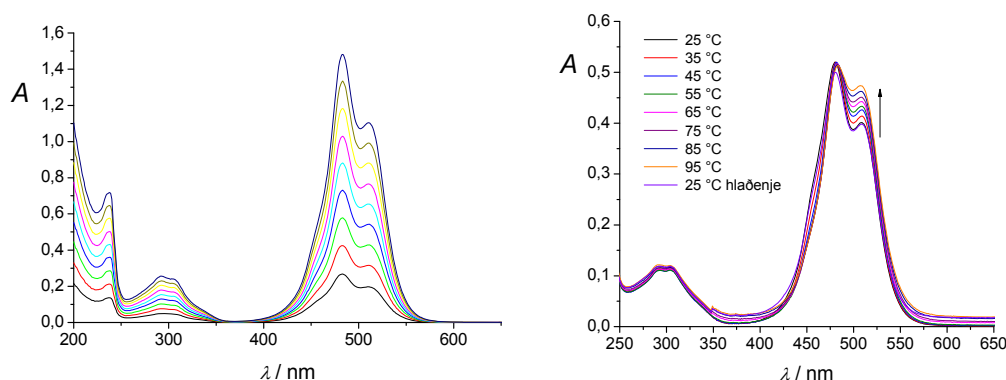 1,6
1,4
1,2
1,0
0,8
0,6
0,4
0,2
0,0
A
200
300
400
500
600
λ / nm
0,6
0,5
0,4
0,3
0,2
0,1
0,0
A
25 °C
35 °C
45 °C
55 °C
65 °C
75 °C
85 °C
95 °C
25 °C hlaðenje
250
300
350
400
450
500
550
600
650
λ / nm